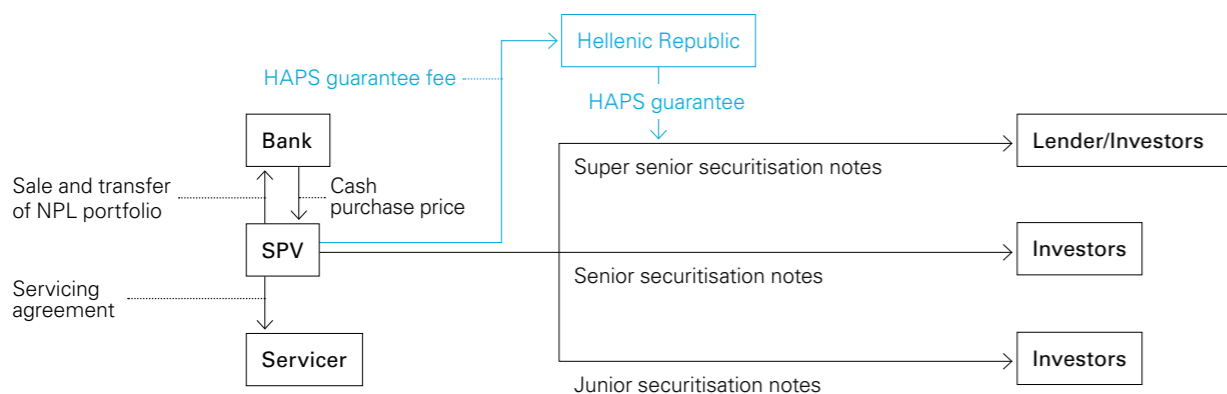 Hellenic Republic
HAPS guarantee fee
HAPS guarantee
Bank
Lender/Investors
Super senior securitisation notes
Sale and transfer
of NPL portfolio
Cash
purchase price
SPV
Investors
Senior securitisation notes
Servicing
agreement
Servicer
Investors
Junior securitisation notes